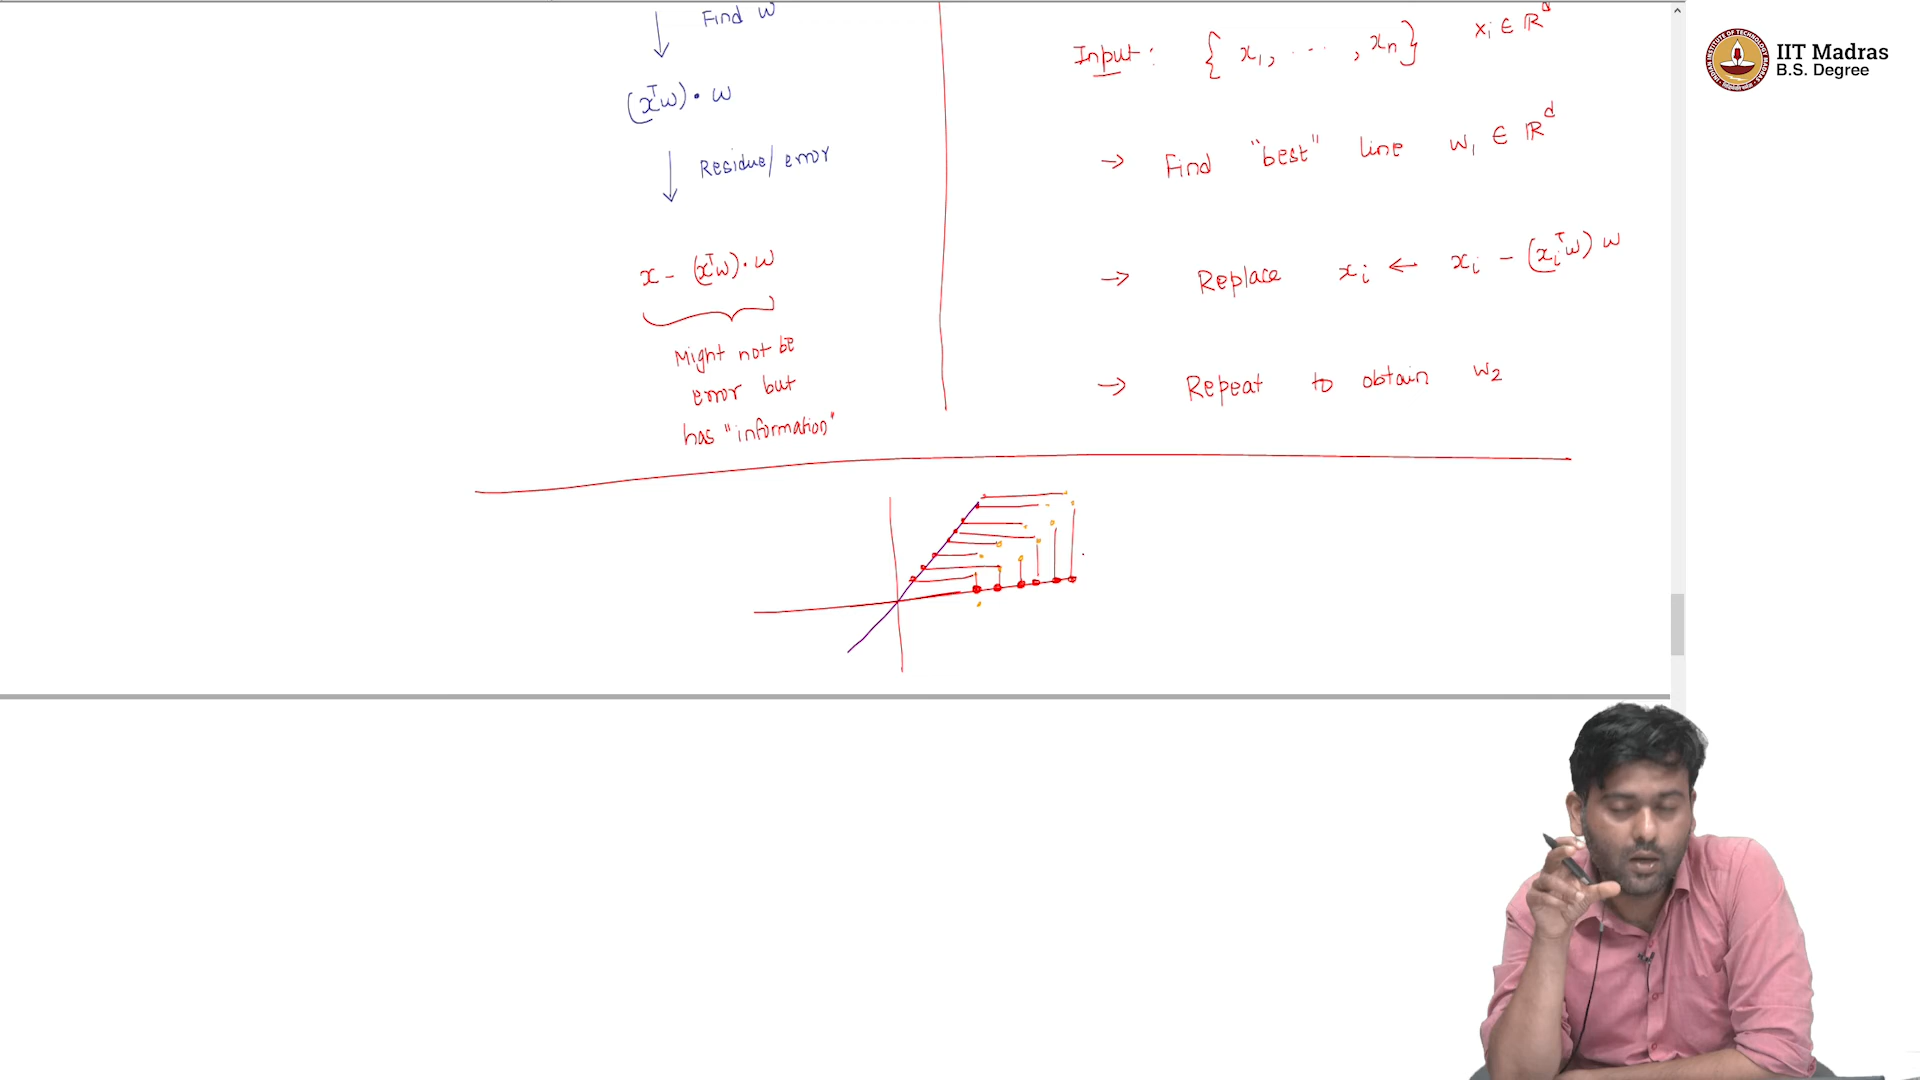 Find w
(xᵀw)·w
Residue/error
x - (xᵀw)·w
Might not be
error but
has "information"
Input: { x₁, ... , xₙ} xᵢ ∈ ℝᵈ
→ Find "best" line w₁ ∈ ℝᵈ
→ Replace xᵢ ← xᵢ - (xᵢᵀw) w
→ Repeat to obtain w₂
IIT Madras
B.S. Degree